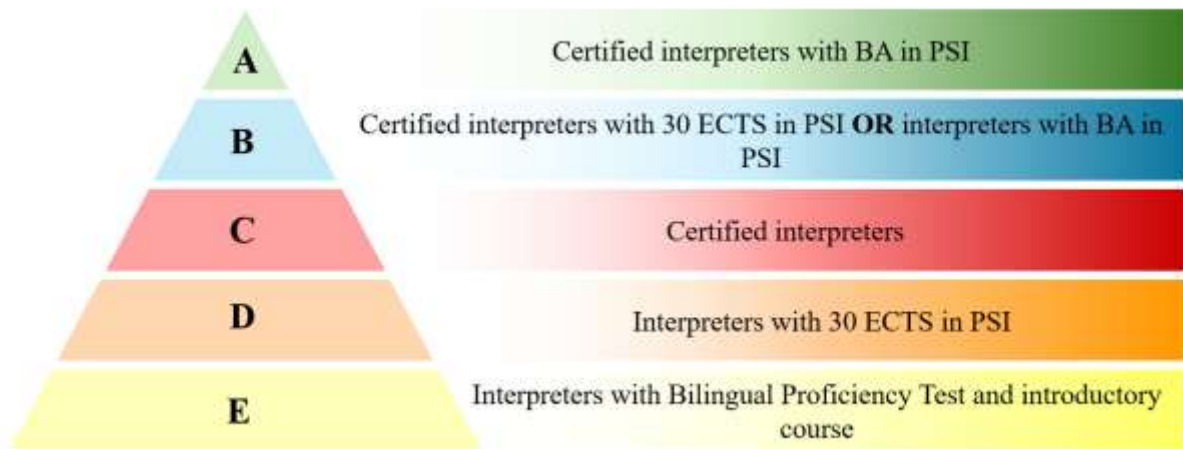 A
Certified interpreters with BA in PSI
B
Certified interpreters with 30 ECTS in PSI OR interpreters with BA in
PSI
C
Certified interpreters
D
Interpreters with 30 ECTS in PSI
E
Interpreters with Bilingual Proficiency Test and introductory
course